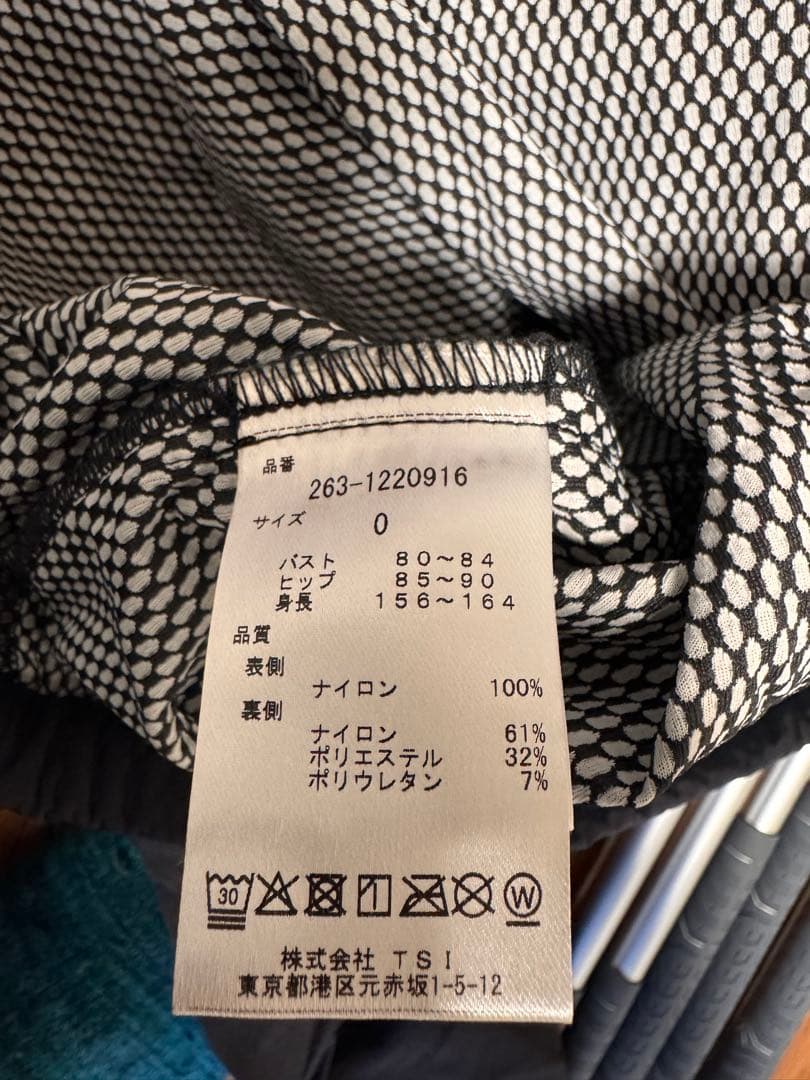 品番
263-1220916
サイズ 0
バスト 80～84
ヒップ 85～90
身長 156～164
品質
表側
ナイロン 100%
裏側
ナイロン 61%
ポリエステル 32%
ポリウレタン 7%
30 W
株式会社 TSI
東京都港区元赤坂1-5-12